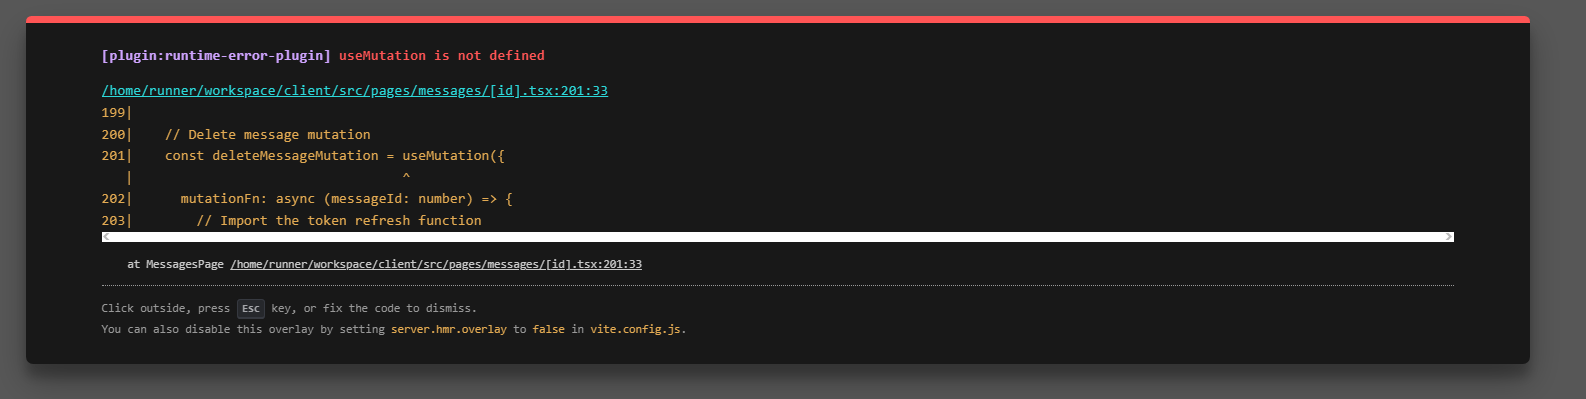 [plugin:runtime-error-plugin] useMutation is not defined
/home/runner/workspace/client/src/pages/messages/[id].tsx:201:33
199|
200|    // Delete message mutation
201|    const deleteMessageMutation = useMutation({
   |                                  ^
202|      mutationFn: async (messageId: number) => {
203|        // Import the token refresh function
at MessagesPage /home/runner/workspace/client/src/pages/messages/[id].tsx:201:33
Click outside, press Esc key, or fix the code to dismiss.
You can also disable this overlay by setting server.hmr.overlay to false in vite.config.js.